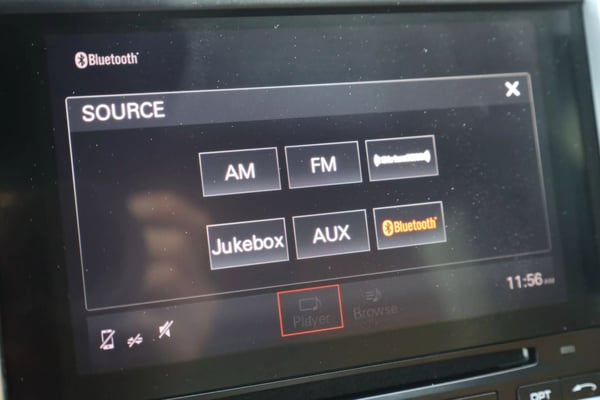 Bluetooth
SOURCE
AM
FM
Jukebox
AUX
Bluetooth
11:56
Player
Browse
OPT